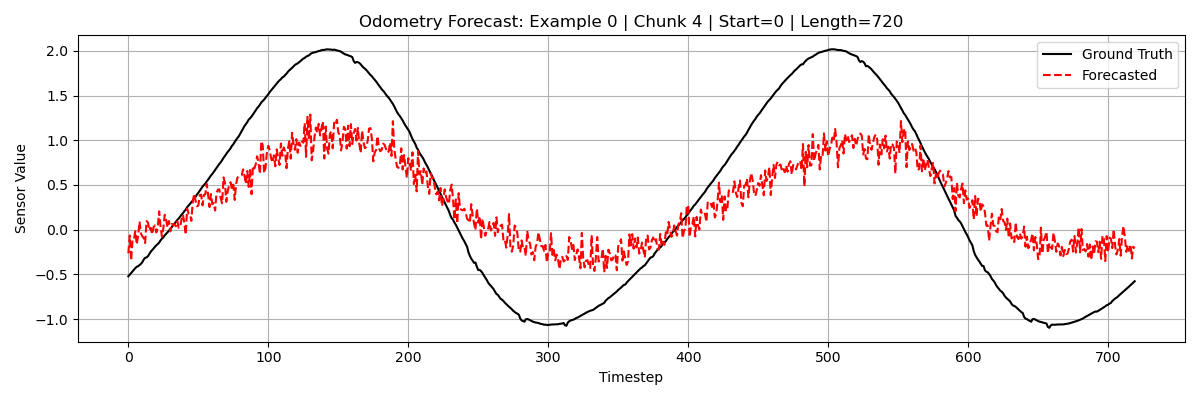 Odometry Forecast: Example 0 | Chunk 4 | Start=0 | Length=720
Ground Truth
Forecasted
Sensor Value
2.0
1.5
1.0
0.5
0.0
−0.5
−1.0
0 100 200 300 400 500 600 700
Timestep